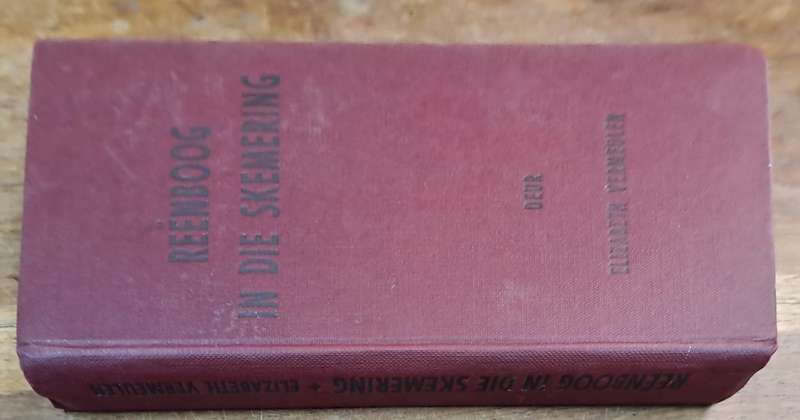 REËNBOOG
IN DIE SKEMERING
DEUR
ELIZABETH VERMEULEN
REËNBOOG IN DIE SKEMERING + ELIZABETH VERMEULEN